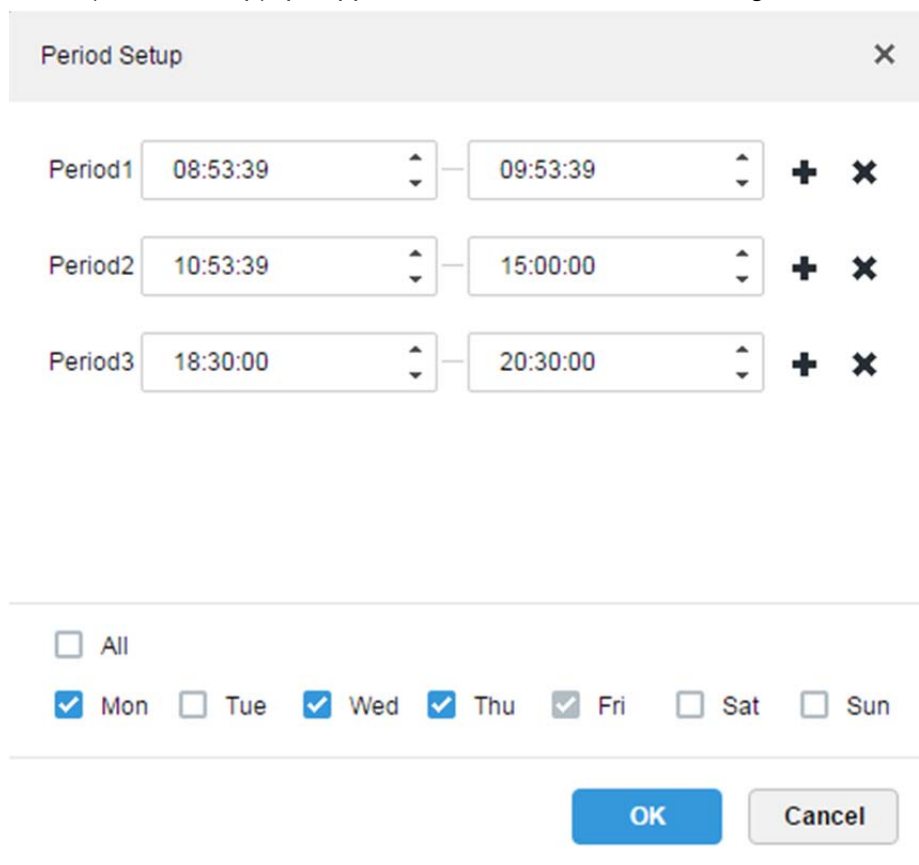 Period Setup
Period1 08:53:39 09:53:39
Period2 10:53:39 15:00:00
Period3 18:30:00 20:30:00
All
Mon Tue Wed Thu Fri Sat Sun
OK Cancel